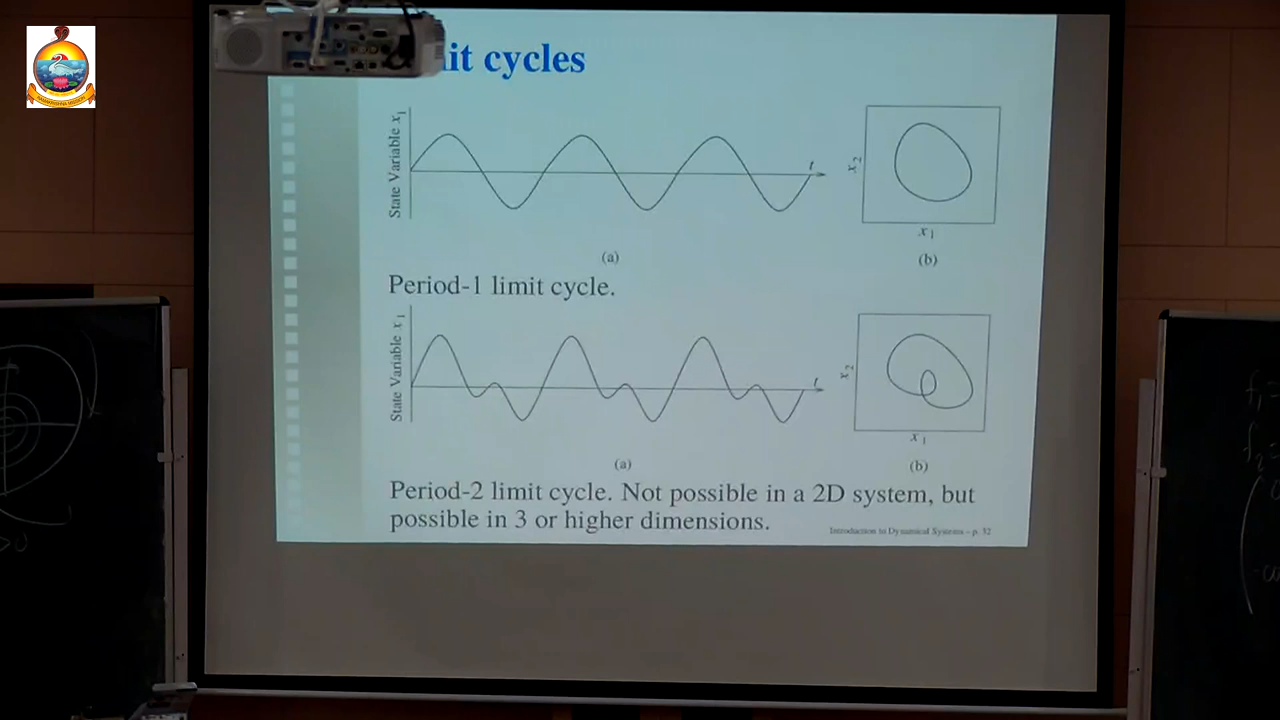 it cycles
State Variable x1
t
x2
x1
(a)
(b)
Period-1 limit cycle.
State Variable x1
t
x2
x1
(a)
(b)
Period-2 limit cycle. Not possible in a 2D system, but
possible in 3 or higher dimensions.
Introduction to Dynamical Systems – p. 52